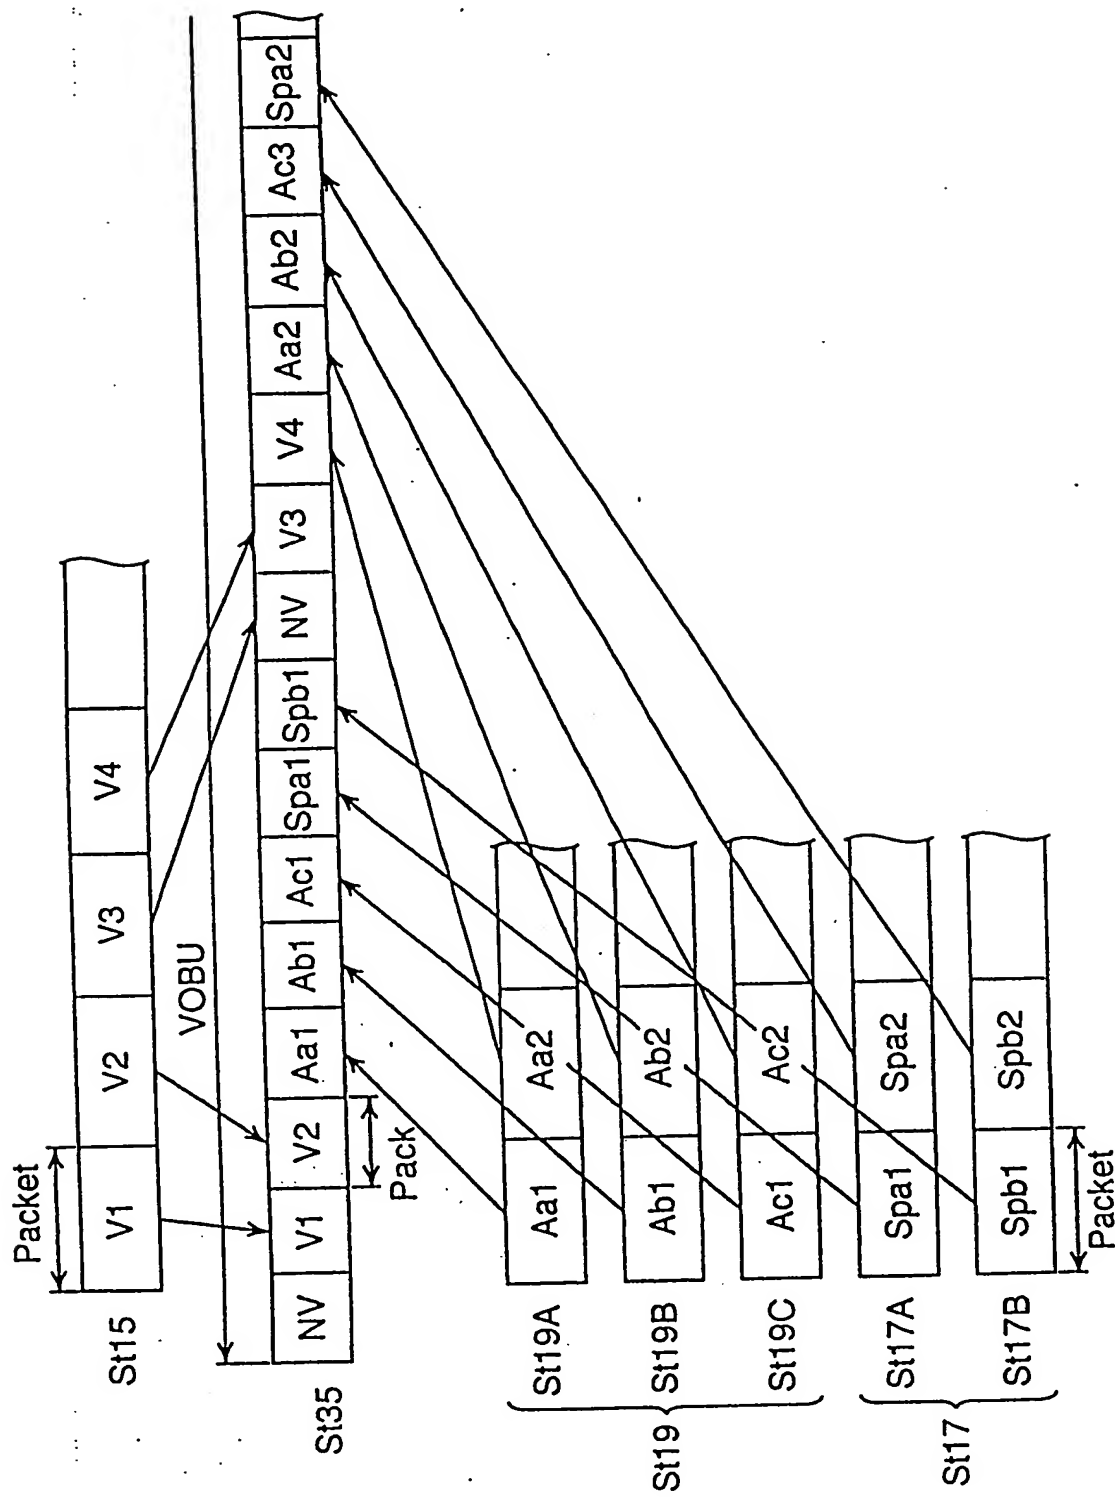 Packet
St15 V1 V2 V3 V4
VOBU
St35 NV V1 V2 Aa1 Ab1 Ac1 Spa1 Spb1 NV V3 V4 Aa2 Ab2 Ac3 Spa2
Pack
St19
St19A Aa1 Aa2
St19B Ab1 Ab2
St19C Ac1 Ac2
St17
St17A Spa1 Spa2
St17B Spb1 Spb2
Packet